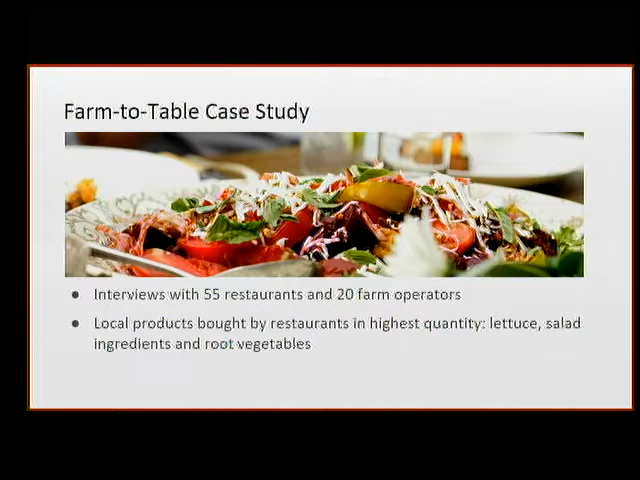 Farm-to-Table Case Study
● Interviews with 55 restaurants and 20 farm operators
● Local products bought by restaurants in highest quantity: lettuce, salad
ingredients and root vegetables